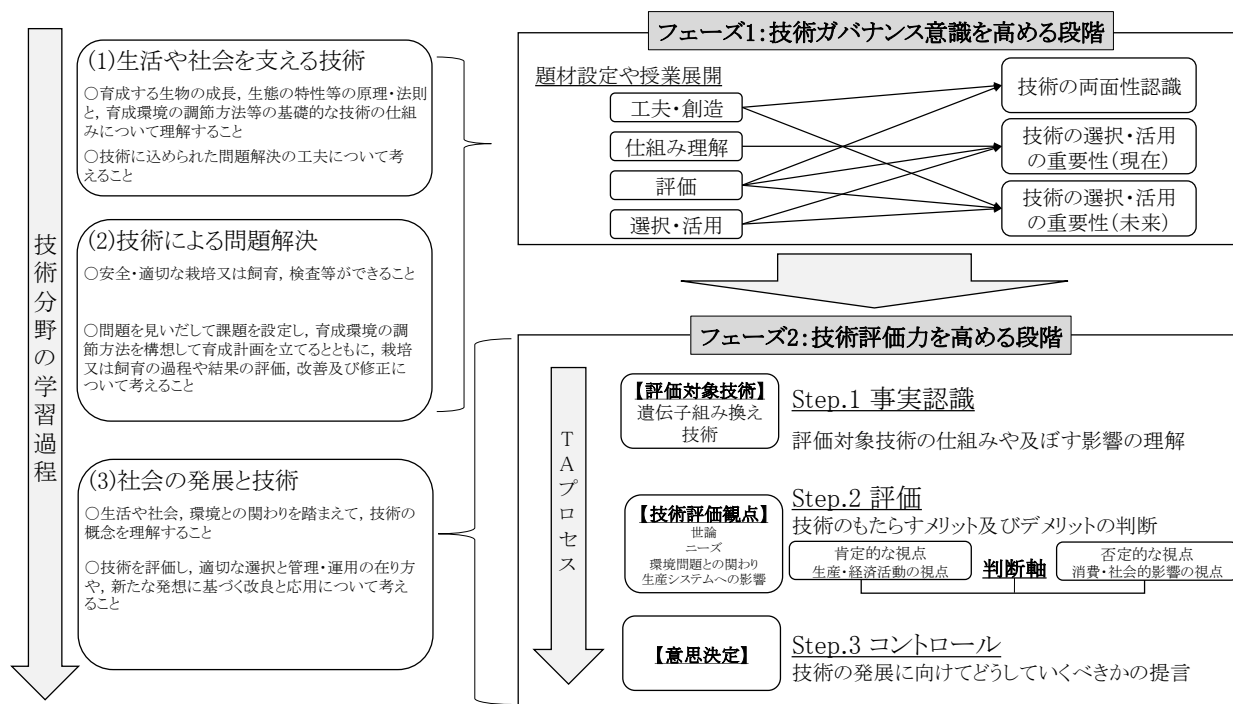 技術分野の学習過程
(1)生活や社会を支える技術
○育成する生物の成長, 生態の特性等の原理・法則
と, 育成環境の調節方法等の基礎的な技術の仕組
みについて理解すること
○技術に込められた問題解決の工夫について考
えること
(2)技術による問題解決
○安全・適切な栽培又は飼育, 検査等ができること
○問題を見いだして課題を設定し, 育成環境の調
節方法を構想して育成計画を立てるとともに, 栽培
又は飼育の過程や結果の評価, 改善及び修正に
ついて考えること
(3)社会の発展と技術
○生活や社会, 環境との関わりを踏まえて, 技術の
概念を理解すること
○技術を評価し, 適切な選択と管理・運用の在り方
や, 新たな発想に基づく改良と応用について考え
ること
フェーズ1:技術ガバナンス意識を高める段階
題材設定や授業展開
工夫・創造
仕組み理解
評価
選択・活用
技術の両面性認識
技術の選択・活用
の重要性(現在)
技術の選択・活用
の重要性(未来)
フェーズ2:技術評価力を高める段階
TAプロセス
【評価対象技術】
遺伝子組み換え
技術
Step.1 事実認識
評価対象技術の仕組みや及ぼす影響の理解
【技術評価観点】
世論
ニーズ
環境問題との関わり
生産システムへの影響
Step.2 評価
技術のもたらすメリット及びデメリットの判断
肯定的な視点
生産・経済活動の視点
判断軸
否定的な視点
消費・社会的影響の視点
【意思決定】
Step.3 コントロール
技術の発展に向けてどうしていくべきかの提言